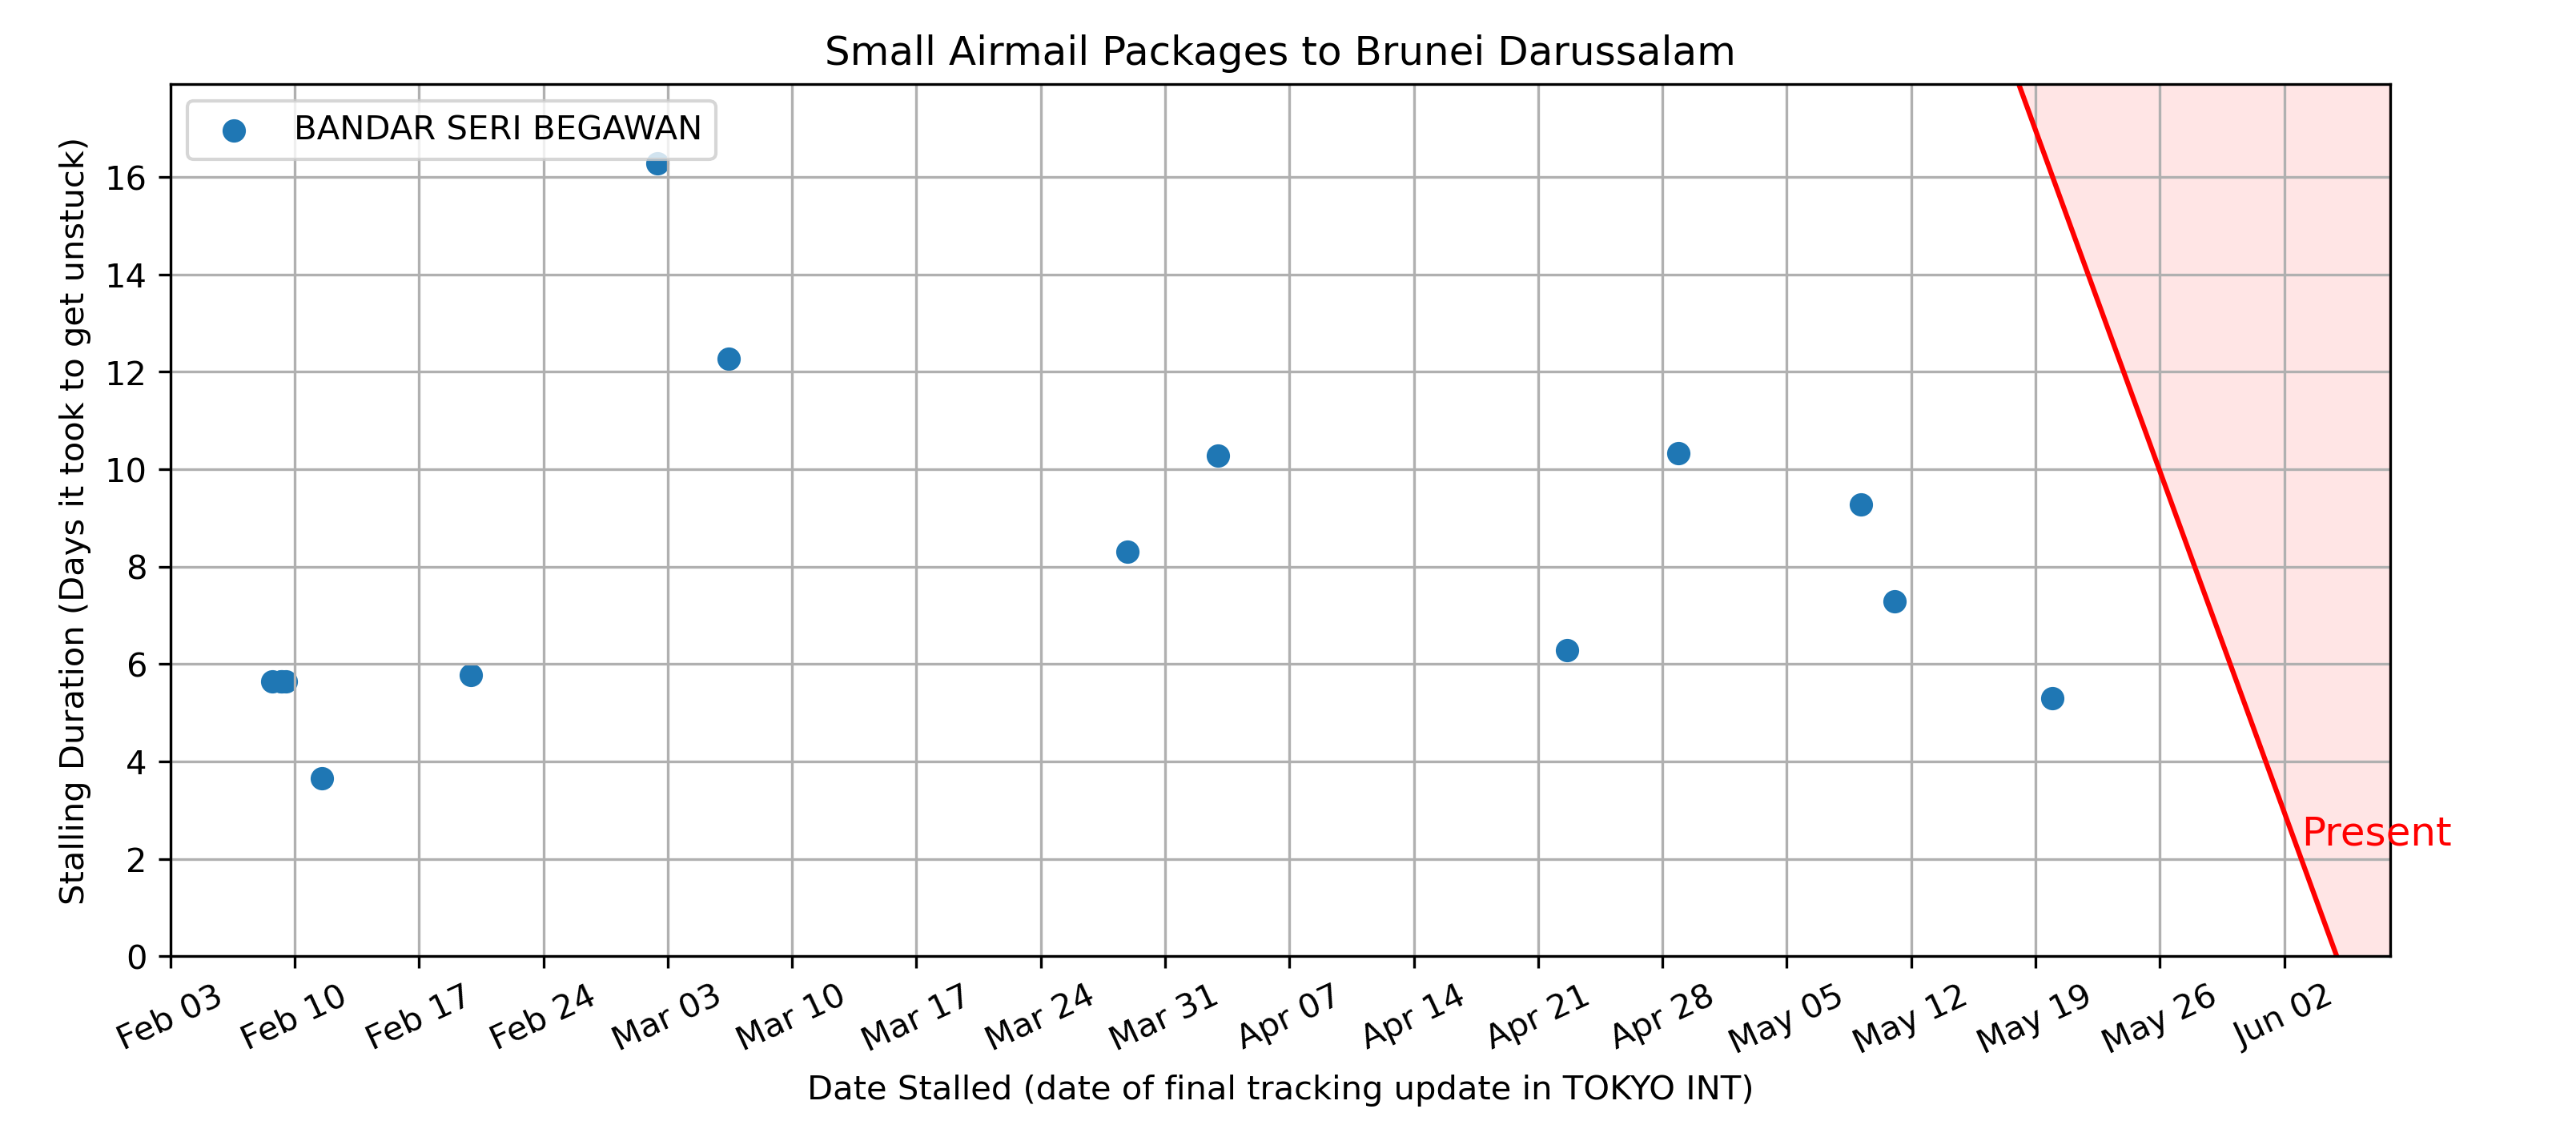 Small Airmail Packages to Brunei Darussalam
BANDAR SERI BEGAWAN
Stalling Duration (Days it took to get unstuck)
16
14
12
10
8
6
4
2
0
Present
Feb 03
Feb 10
Feb 17
Feb 24
Mar 03
Mar 10
Mar 17
Mar 24
Mar 31
Apr 07
Apr 14
Apr 21
Apr 28
May 05
May 12
May 19
May 26
Jun 02
Date Stalled (date of final tracking update in TOKYO INT)